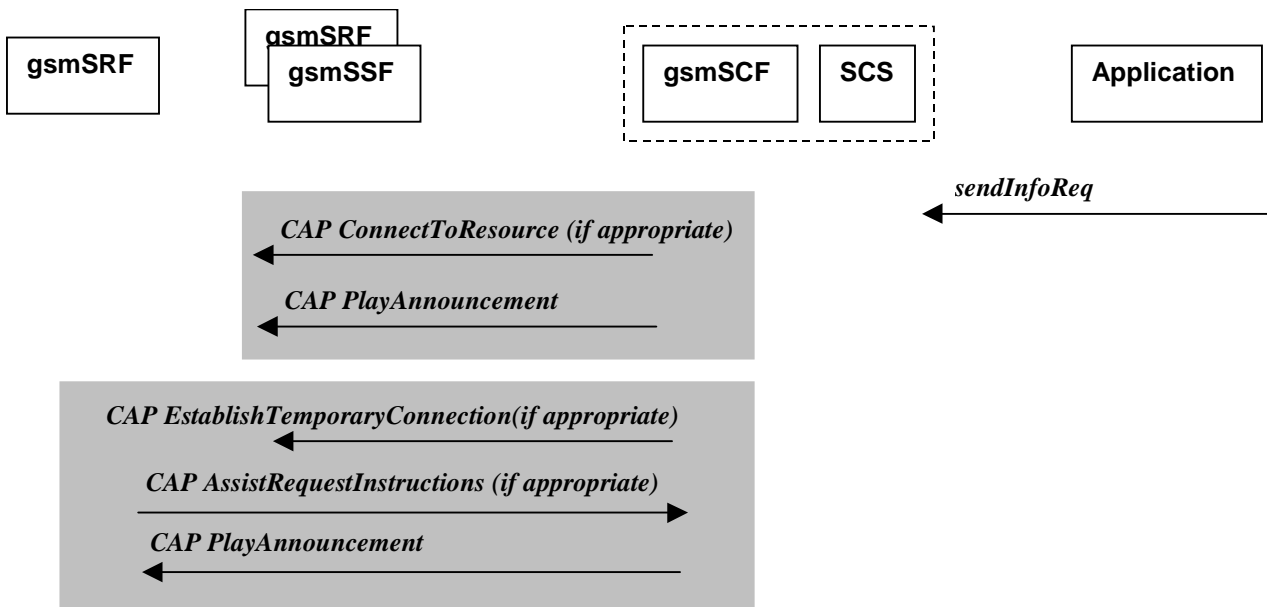 gsmSRF
gsmSRF
gsmSSF
gsmSCF
SCS
Application
sendInfoReq
CAP ConnectToResource (if appropriate)
CAP PlayAnnouncement
CAP EstablishTemporaryConnection(if appropriate)
CAP AssistRequestInstructions (if appropriate)
CAP PlayAnnouncement